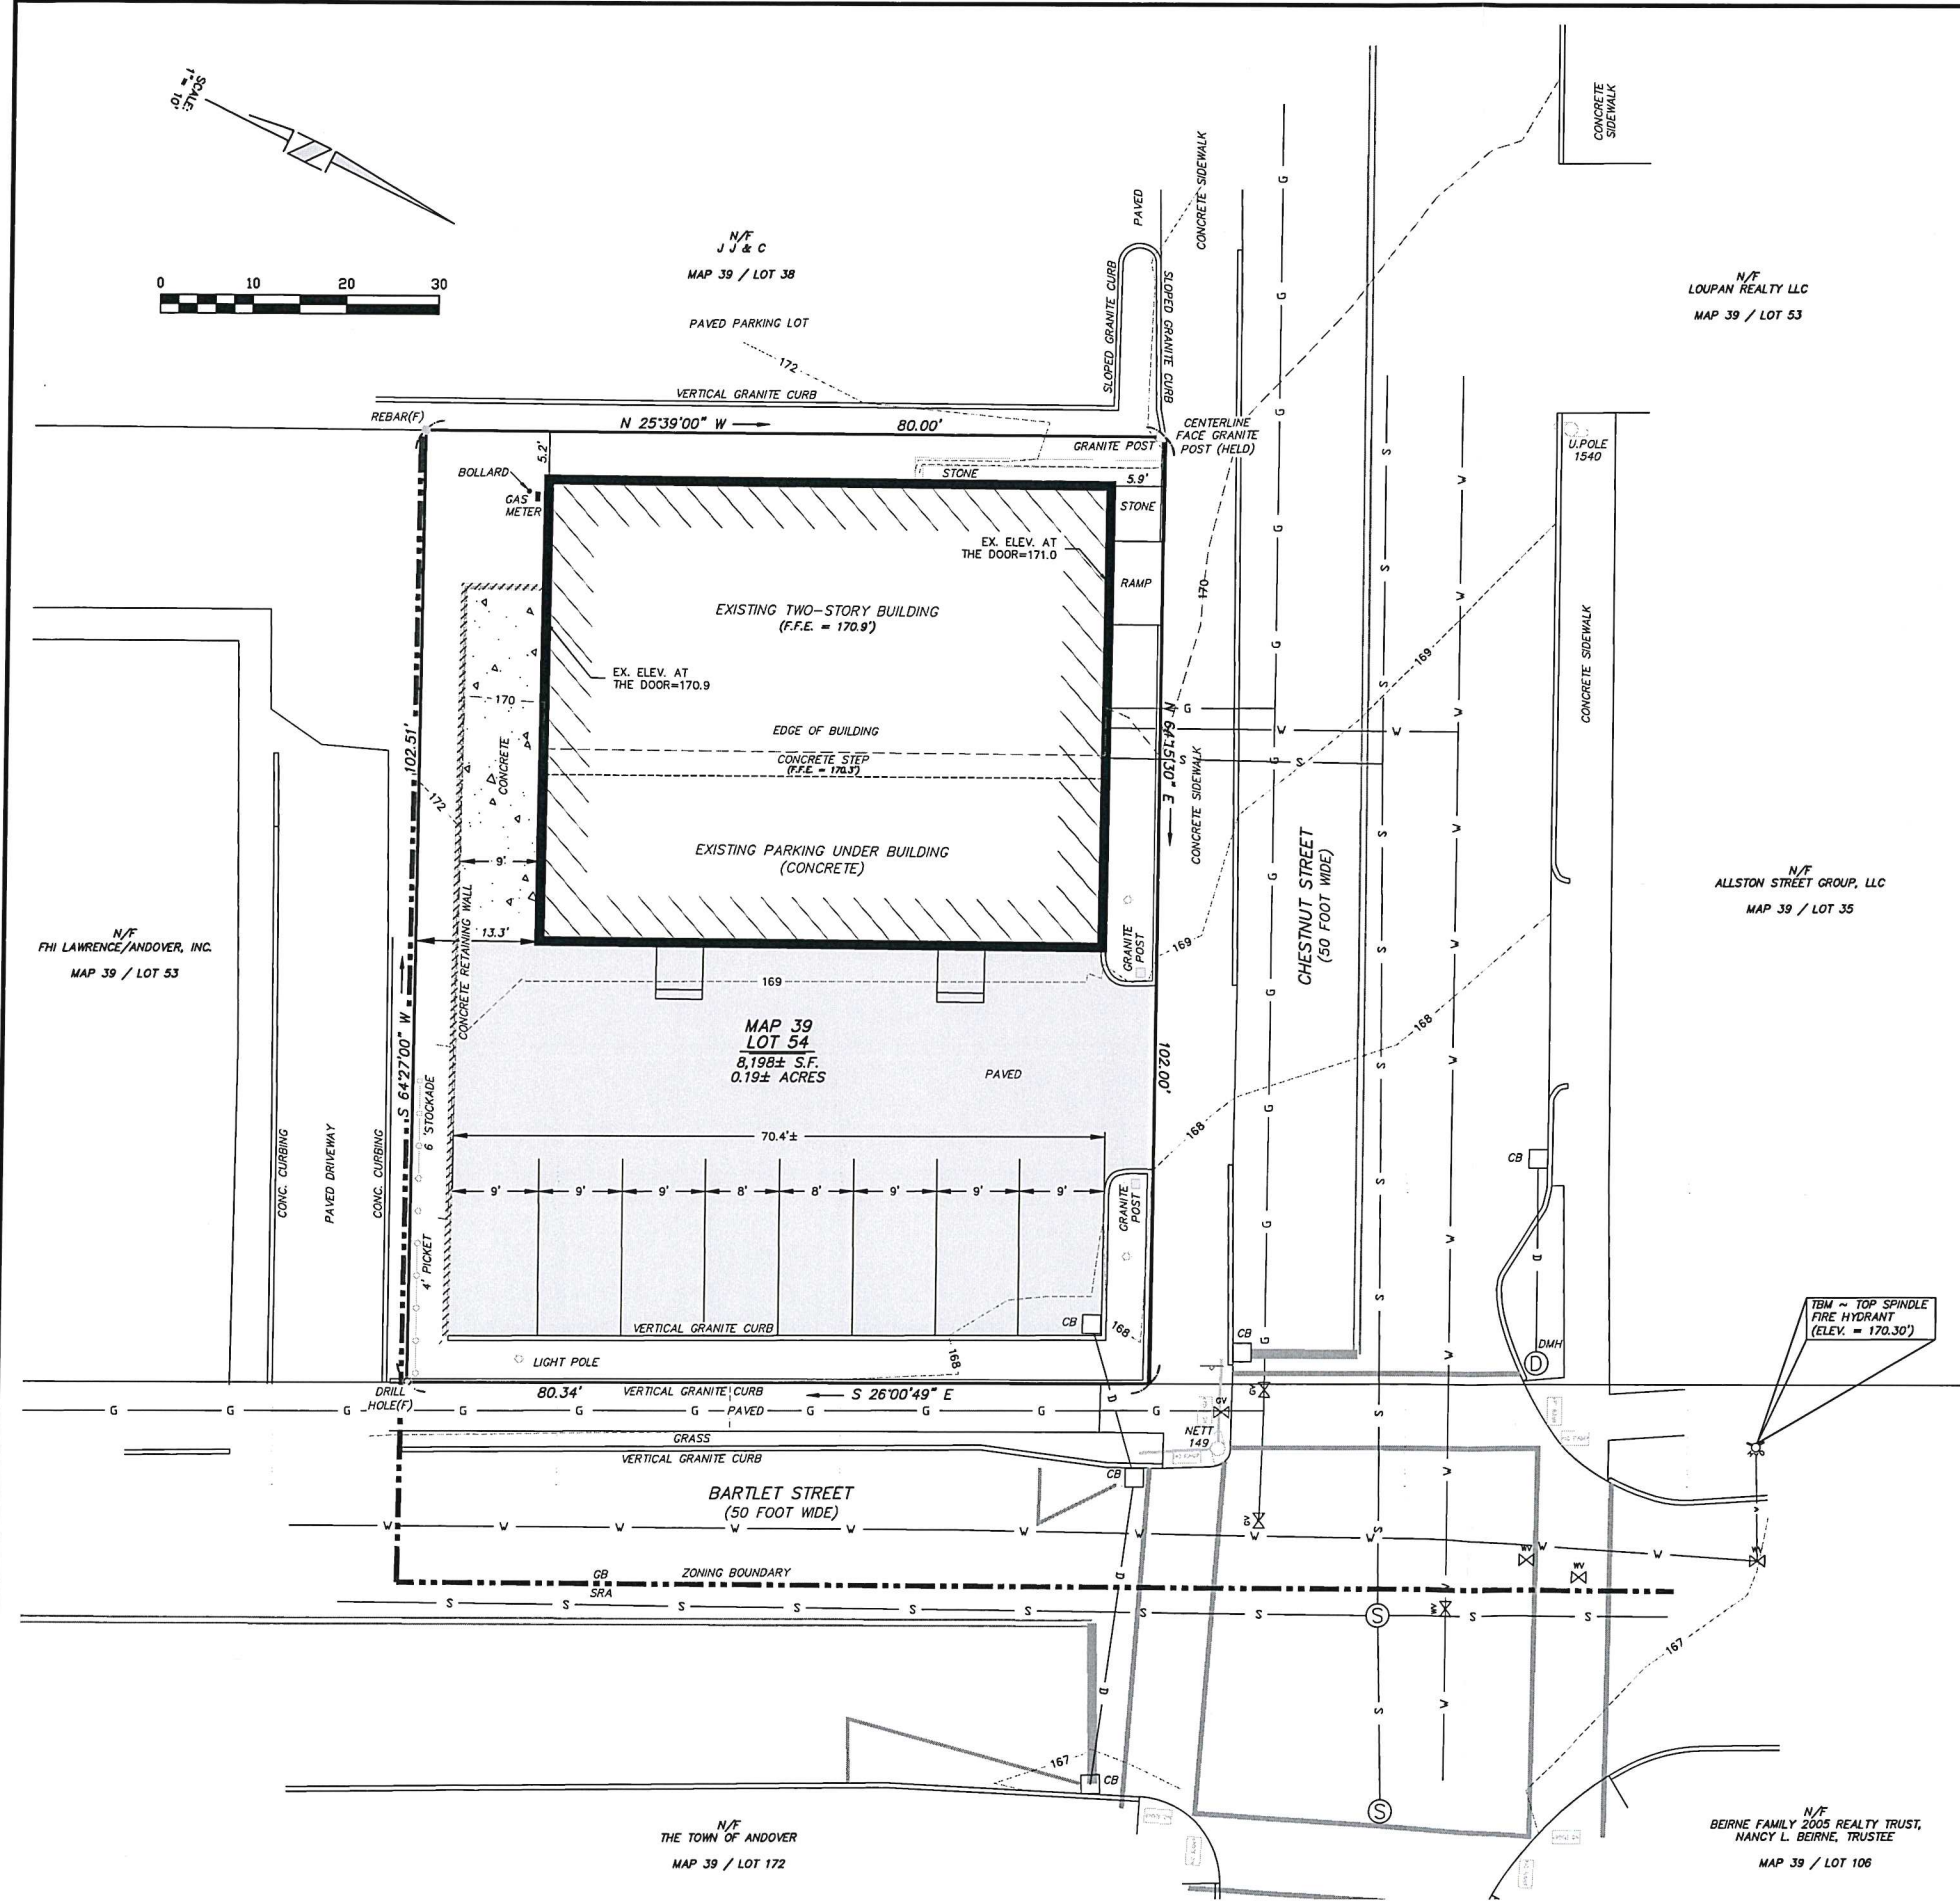 SCALE:
1" = 10'
0 10 20 30
N/F
J J & C
MAP 39 / LOT 38
PAVED PARKING LOT
172
VERTICAL GRANITE CURB
SLOPED GRANITE CURB
SLOPED GRANITE CURB
PAVED
CONCRETE SIDEWALK
CONCRETE
SIDEWALK
N/F
LOUPAN REALTY LLC
MAP 39 / LOT 53
REBAR(F)
N 25°39'00" W
80.00'
GRANITE POST
CENTERLINE
FACE GRANITE
POST (HELD)
U.POLE
1540
5.2'
BOLLARD
GAS
METER
STONE
5.9'
STONE
EX. ELEV. AT
THE DOOR=171.0
RAMP
170
EXISTING TWO-STORY BUILDING
(F.F.E. = 170.9')
EX. ELEV. AT
THE DOOR=170.9
170
169
CONCRETE SIDEWALK
102.51'
172
CONCRETE
EDGE OF BUILDING
CONCRETE STEP
(F.F.E. = 170.3')
N 64°15'30" E
CONCRETE SIDEWALK
9'
EXISTING PARKING UNDER BUILDING
(CONCRETE)
CHESTNUT STREET
(50 FOOT WIDE)
N/F
ALLSTON STREET GROUP, LLC
MAP 39 / LOT 35
N/F
FHI LAWRENCE/ANDOVER, INC.
MAP 39 / LOT 53
13.3'
CONCRETE RETAINING WALL
GRANITE
POST
169
169
MAP 39
LOT 54
8,198± S.F.
0.19± ACRES
PAVED
102.00'
168
S 64°27'00" W
6 'STOCKADE
4' PICKET
CONC. CURBING
PAVED DRIVEWAY
CONC. CURBING
70.4'±
168
CB
9' 9' 9' 8' 8' 9' 9' 9'
GRANITE
POST
VERTICAL GRANITE CURB
CB
168
168
CB
DMH
D
TBM ~ TOP SPINDLE
FIRE HYDRANT
(ELEV. = 170.30')
LIGHT POLE
DRILL
HOLE(F)
80.34'
VERTICAL GRANITE CURB
S 26°00'49" E
G G G G G G PAVED G G G G
GV
GV
NETT
149
GRASS
VERTICAL GRANITE CURB
CB
BARTLET STREET
(50 FOOT WIDE)
GV
W W W W W W W W W W W
WV
WV
WV
GB
SRA
ZONING BOUNDARY
S S S S S S S S S S S
WV
S
D
167
167
CB
S
N/F
THE TOWN OF ANDOVER
MAP 39 / LOT 172
N/F
BEIRNE FAMILY 2005 REALTY TRUST,
NANCY L. BEIRNE, TRUSTEE
MAP 39 / LOT 106